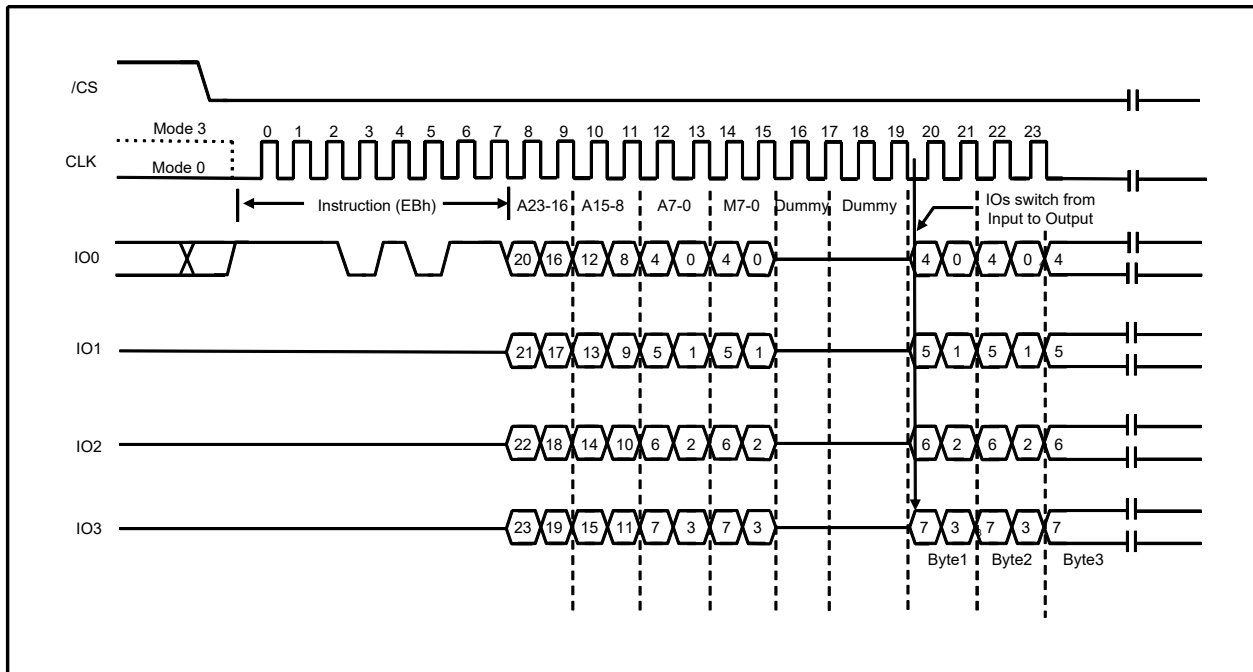 /CS
Mode 3
0 1 2 3 4 5 6 7 8 9 10 11 12 13 14 15 16 17 18 19 20 21 22 23
CLK
Mode 0
Instruction (EBh) A23-16 A15-8 A7-0 M7-0 Dummy Dummy
IOs switch from
Input to Output
IO0 20 16 12 8 4 0 4 0 4 0 4 0 4
IO1 21 17 13 9 5 1 5 1 5 1 5 1 5
IO2 22 18 14 10 6 2 6 2 6 2 6 2 6
IO3 23 19 15 11 7 3 7 3 7 3 7 3 7
Byte1 Byte2 Byte3